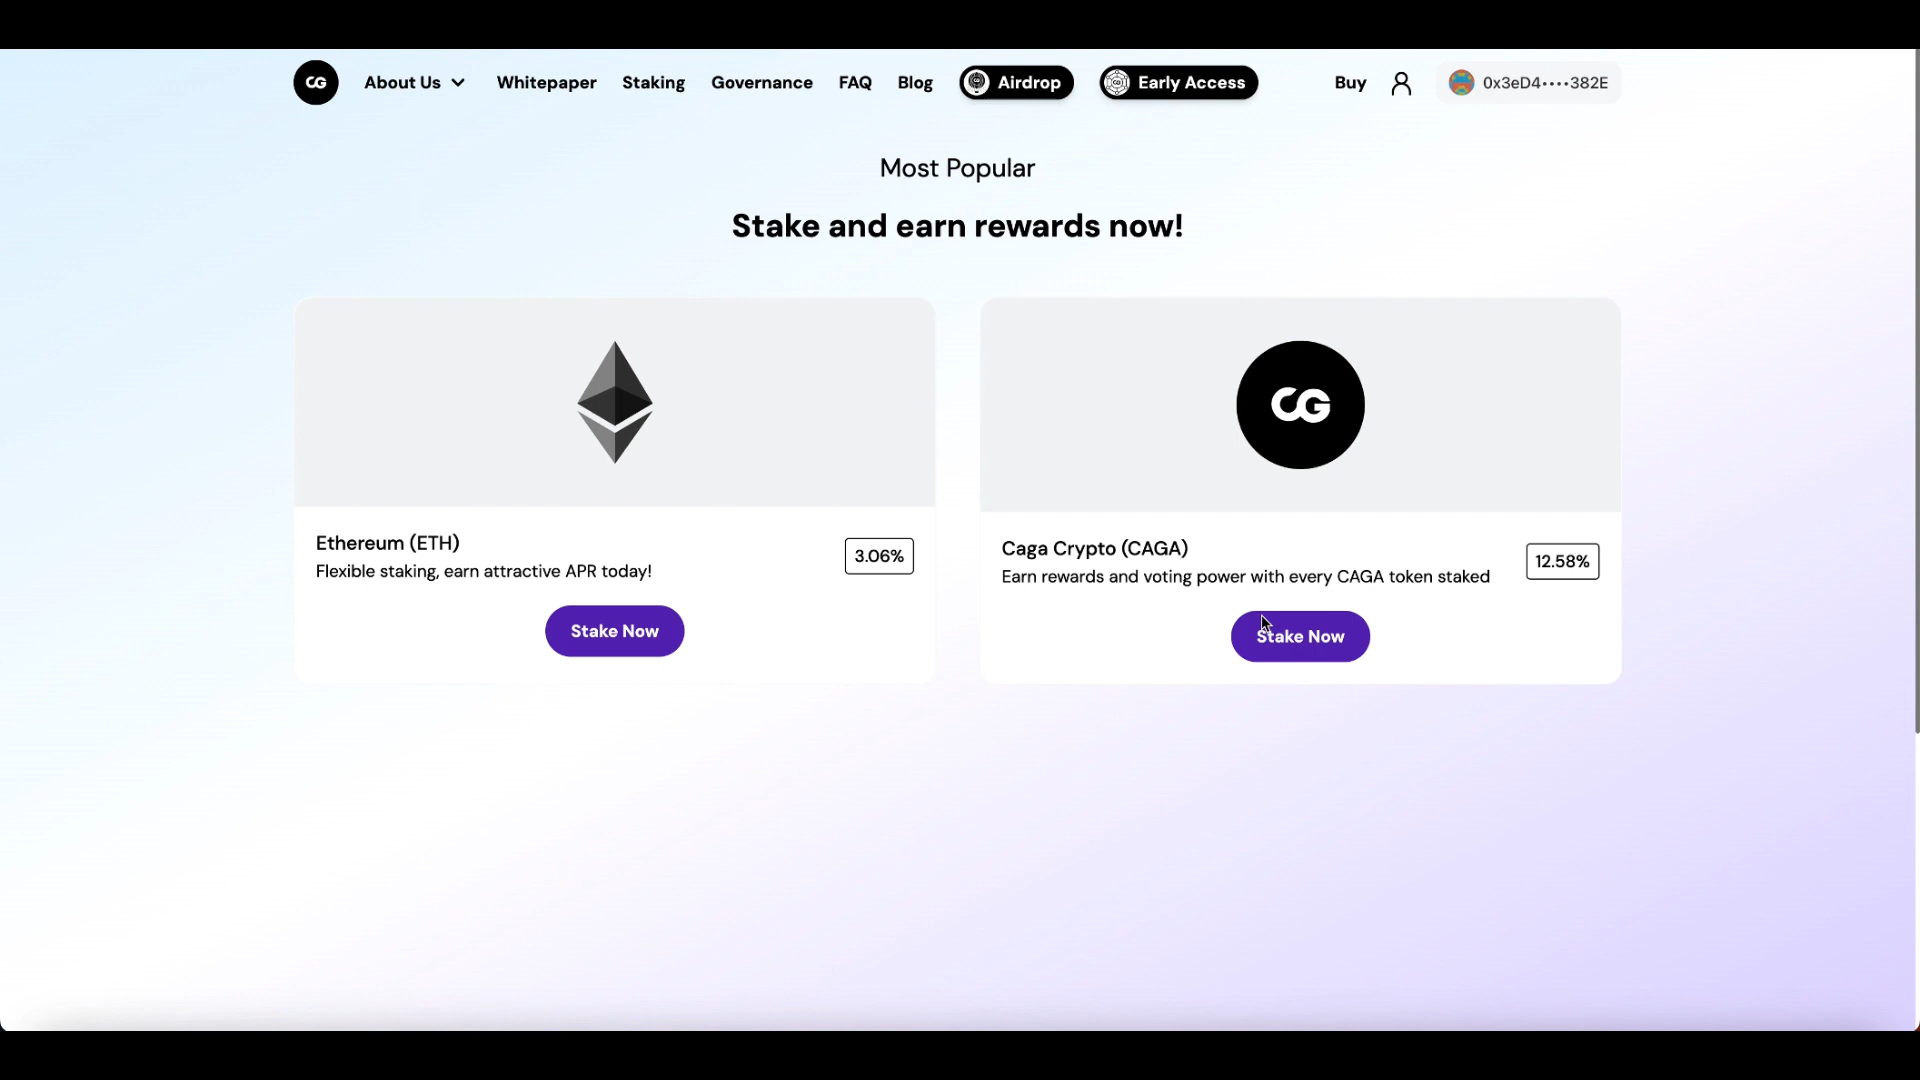 CG About Us Whitepaper Staking Governance FAQ Blog Airdrop Early Access Buy 0x3eD4••••382E
Most Popular
Stake and earn rewards now!
CG
Ethereum (ETH)
Flexible staking, earn attractive APR today!
3.06%
Stake Now
Caga Crypto (CAGA)
Earn rewards and voting power with every CAGA token staked
12.58%
Stake Now